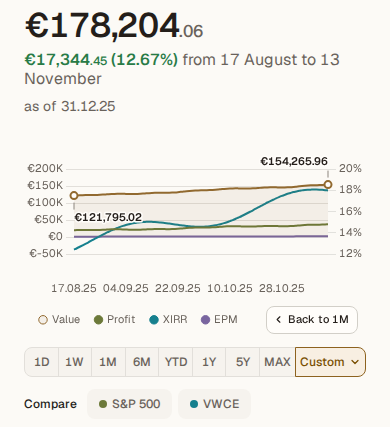 €178,204.06
€17,344.45 (12.67%) from 17 August to 13
November
as of 31.12.25
€154,265.96
€200K 20%
€150K 18%
€100K 16%
€121,795.02
€50K 14%
€0
€-50K 12%
17.08.25 04.09.25 22.09.25 10.10.25 28.10.25
Value Profit XIRR EPM Back to 1M
1D 1W 1M 6M YTD 1Y 5Y MAX Custom
Compare S&P 500 VWCE